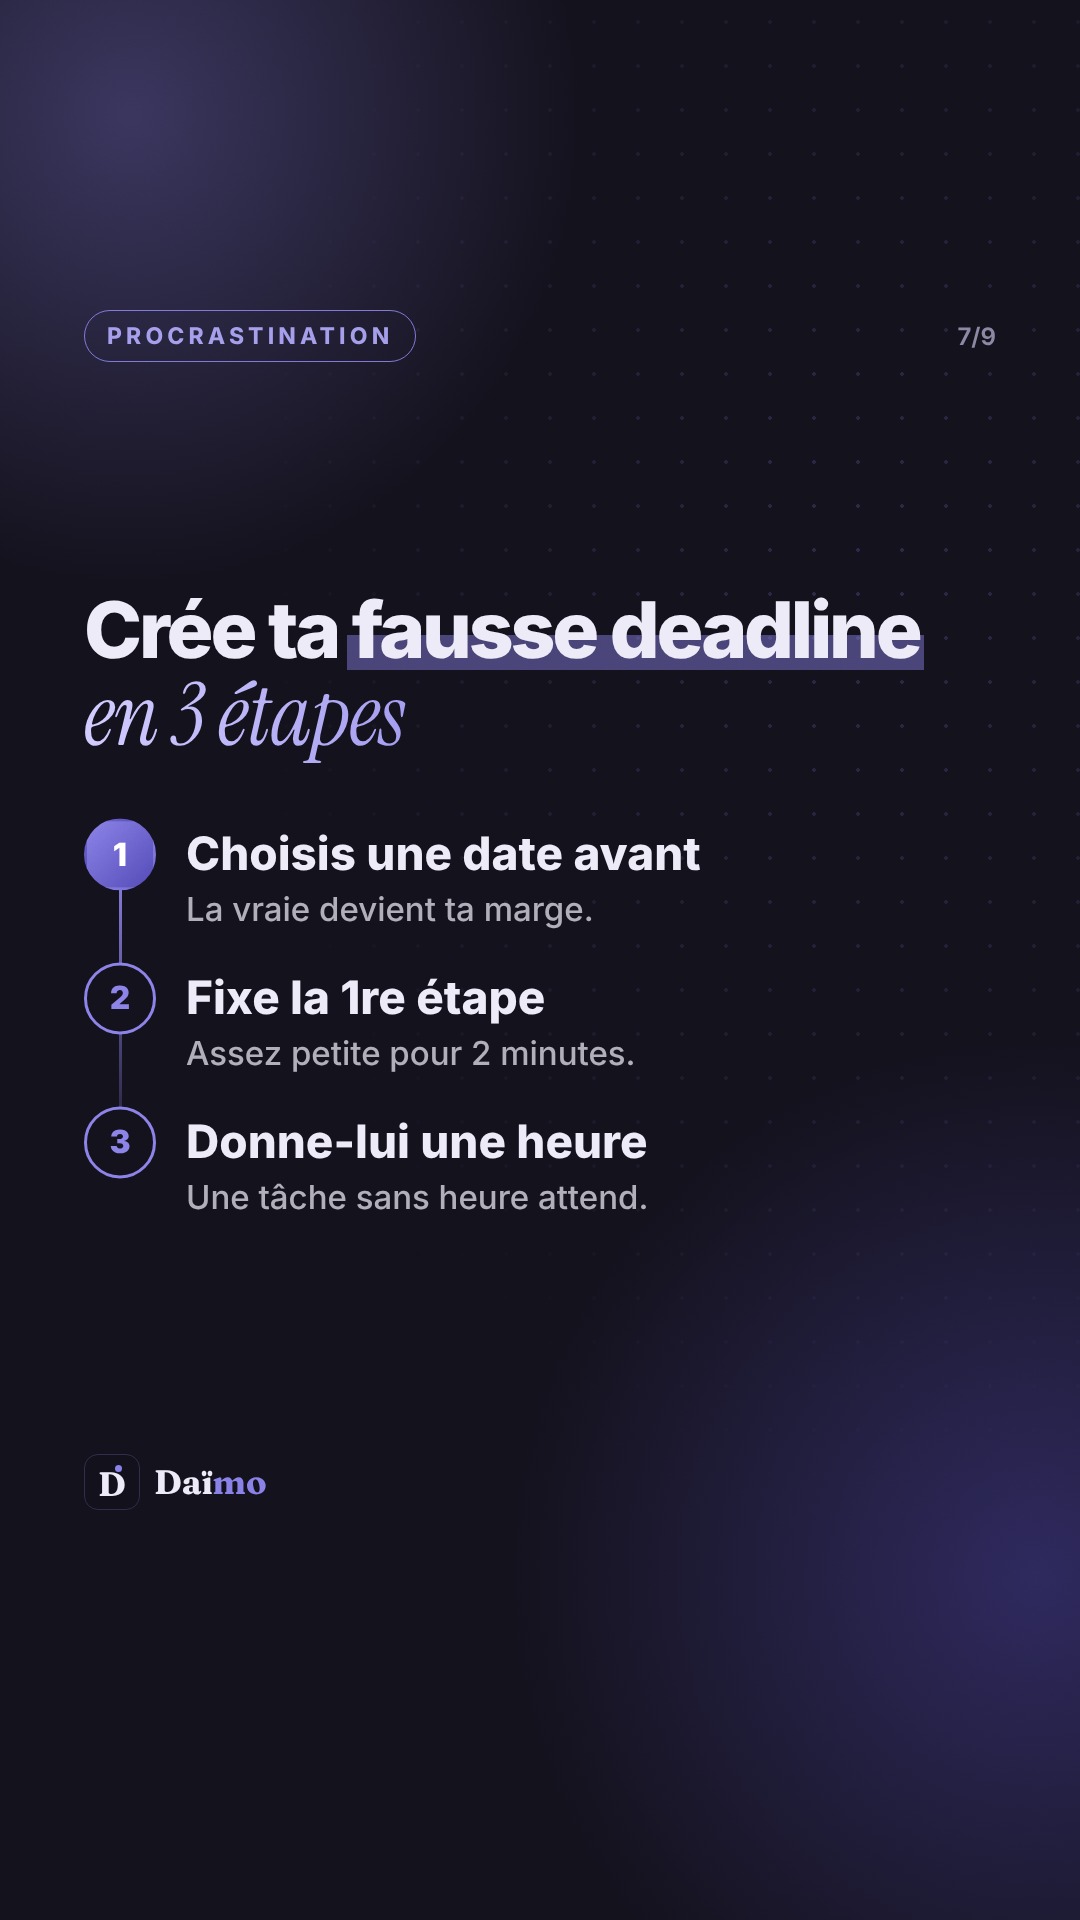 PROCRASTINATION
7/9
Crée ta fausse deadline
en 3 étapes
1
Choisis une date avant
La vraie devient ta marge.
2
Fixe la 1re étape
Assez petite pour 2 minutes.
3
Donne-lui une heure
Une tâche sans heure attend.
D Daïmo